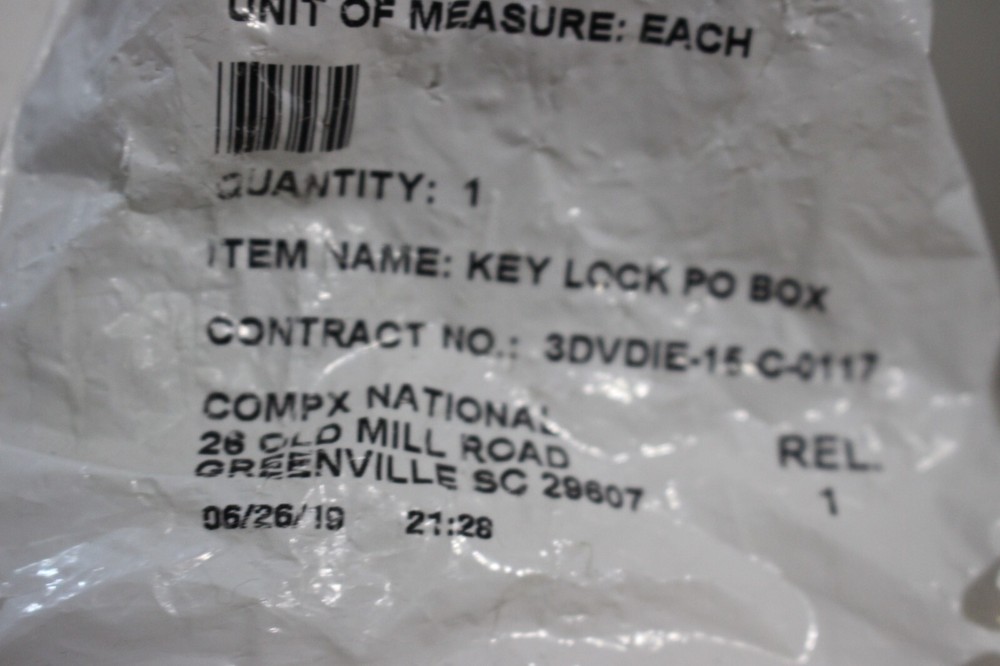 UNIT OF MEASURE: EACH
QUANTITY: 1
ITEM NAME: KEY LOCK PO BOX
CONTRACT NO.: 3DVDIE-15-C-0117
COMPX NATIONAL
26 OLD MILL ROAD
GREENVILLE SC 29607
REL.
1
06/26/19 21:28